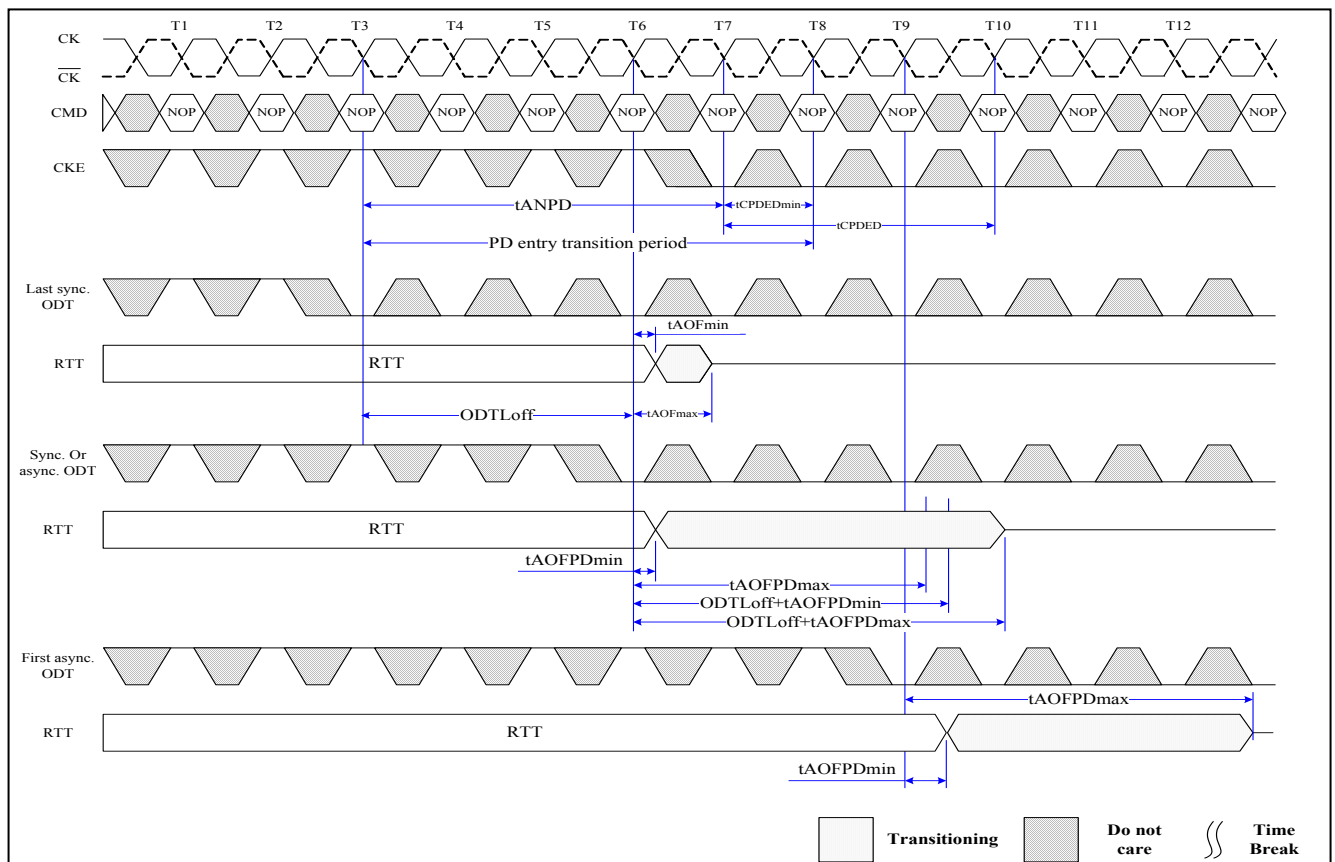 T1 T2 T3 T4 T5 T6 T7 T8 T9 T10 T11 T12
CK
CK
CMD NOP NOP NOP NOP NOP NOP NOP NOP NOP NOP NOP NOP NOP
CKE
tANPD tCPDEDmin
tCPDED
PD entry transition period
Last sync.
ODT
tAOFmin
RTT RTT
ODTLoff tAOFmax
Sync. Or
async. ODT
RTT RTT
tAOFPDmin
tAOFPDmax
ODTLoff+tAOFPDmin
ODTLoff+tAOFPDmax
First async.
ODT
tAOFPDmax
RTT RTT
tAOFPDmin
Transitioning
Do not
care
Time
Break